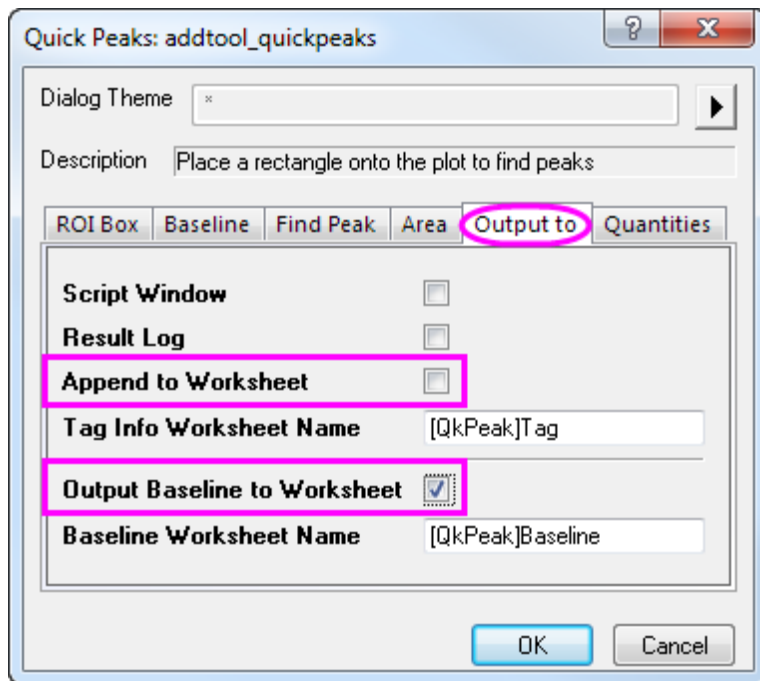 Quick Peaks: addtool_quickpeaks
Dialog Theme *
Description Place a rectangle onto the plot to find peaks
ROI Box Baseline Find Peak Area Output to Quantities
Script Window
Result Log
Append to Worksheet
Tag Info Worksheet Name [QkPeak]Tag
Output Baseline to Worksheet
Baseline Worksheet Name [QkPeak]Baseline
OK Cancel